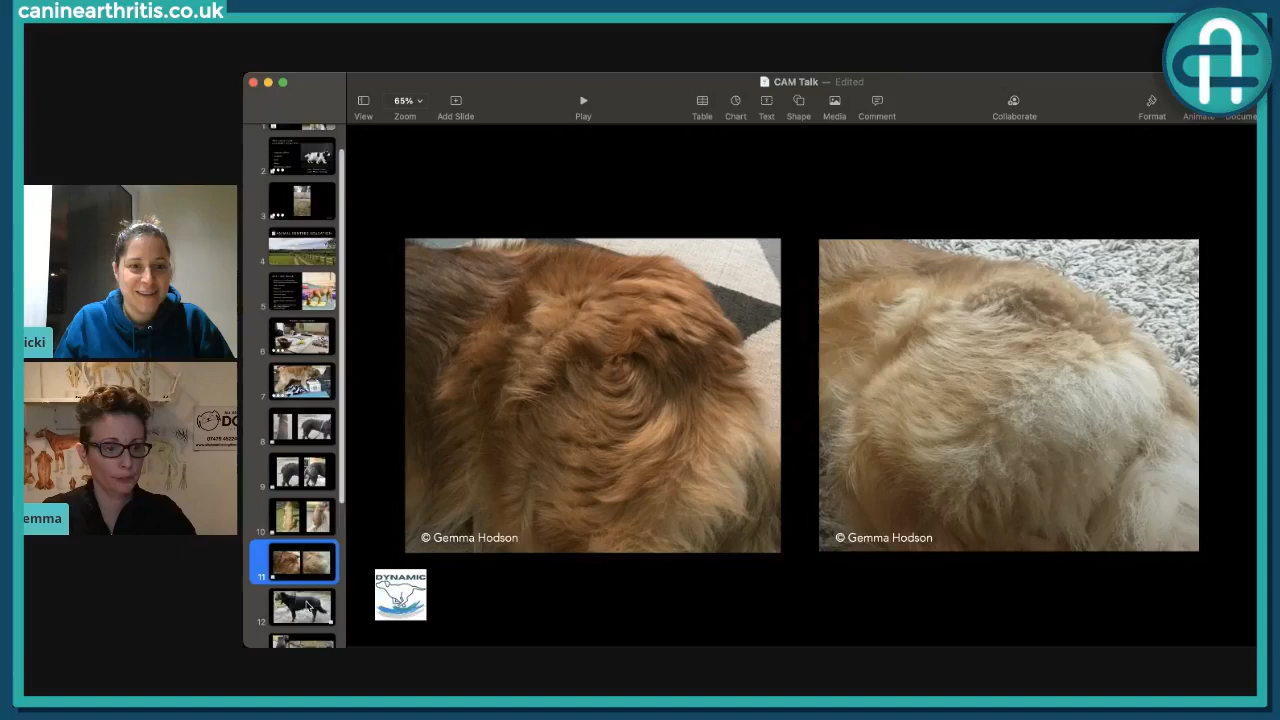 caninearthritis.co.uk
CAM Talk — Edited
65%
View
Zoom
Add Slide
Play
Table
Chart
Text
Shape
Media
Comment
Collaborate
Format
Animate
2
3
4
5
6
7
8
9
10
11
12
icki
emma
© Gemma Hodson
© Gemma Hodson
DYNAMIC